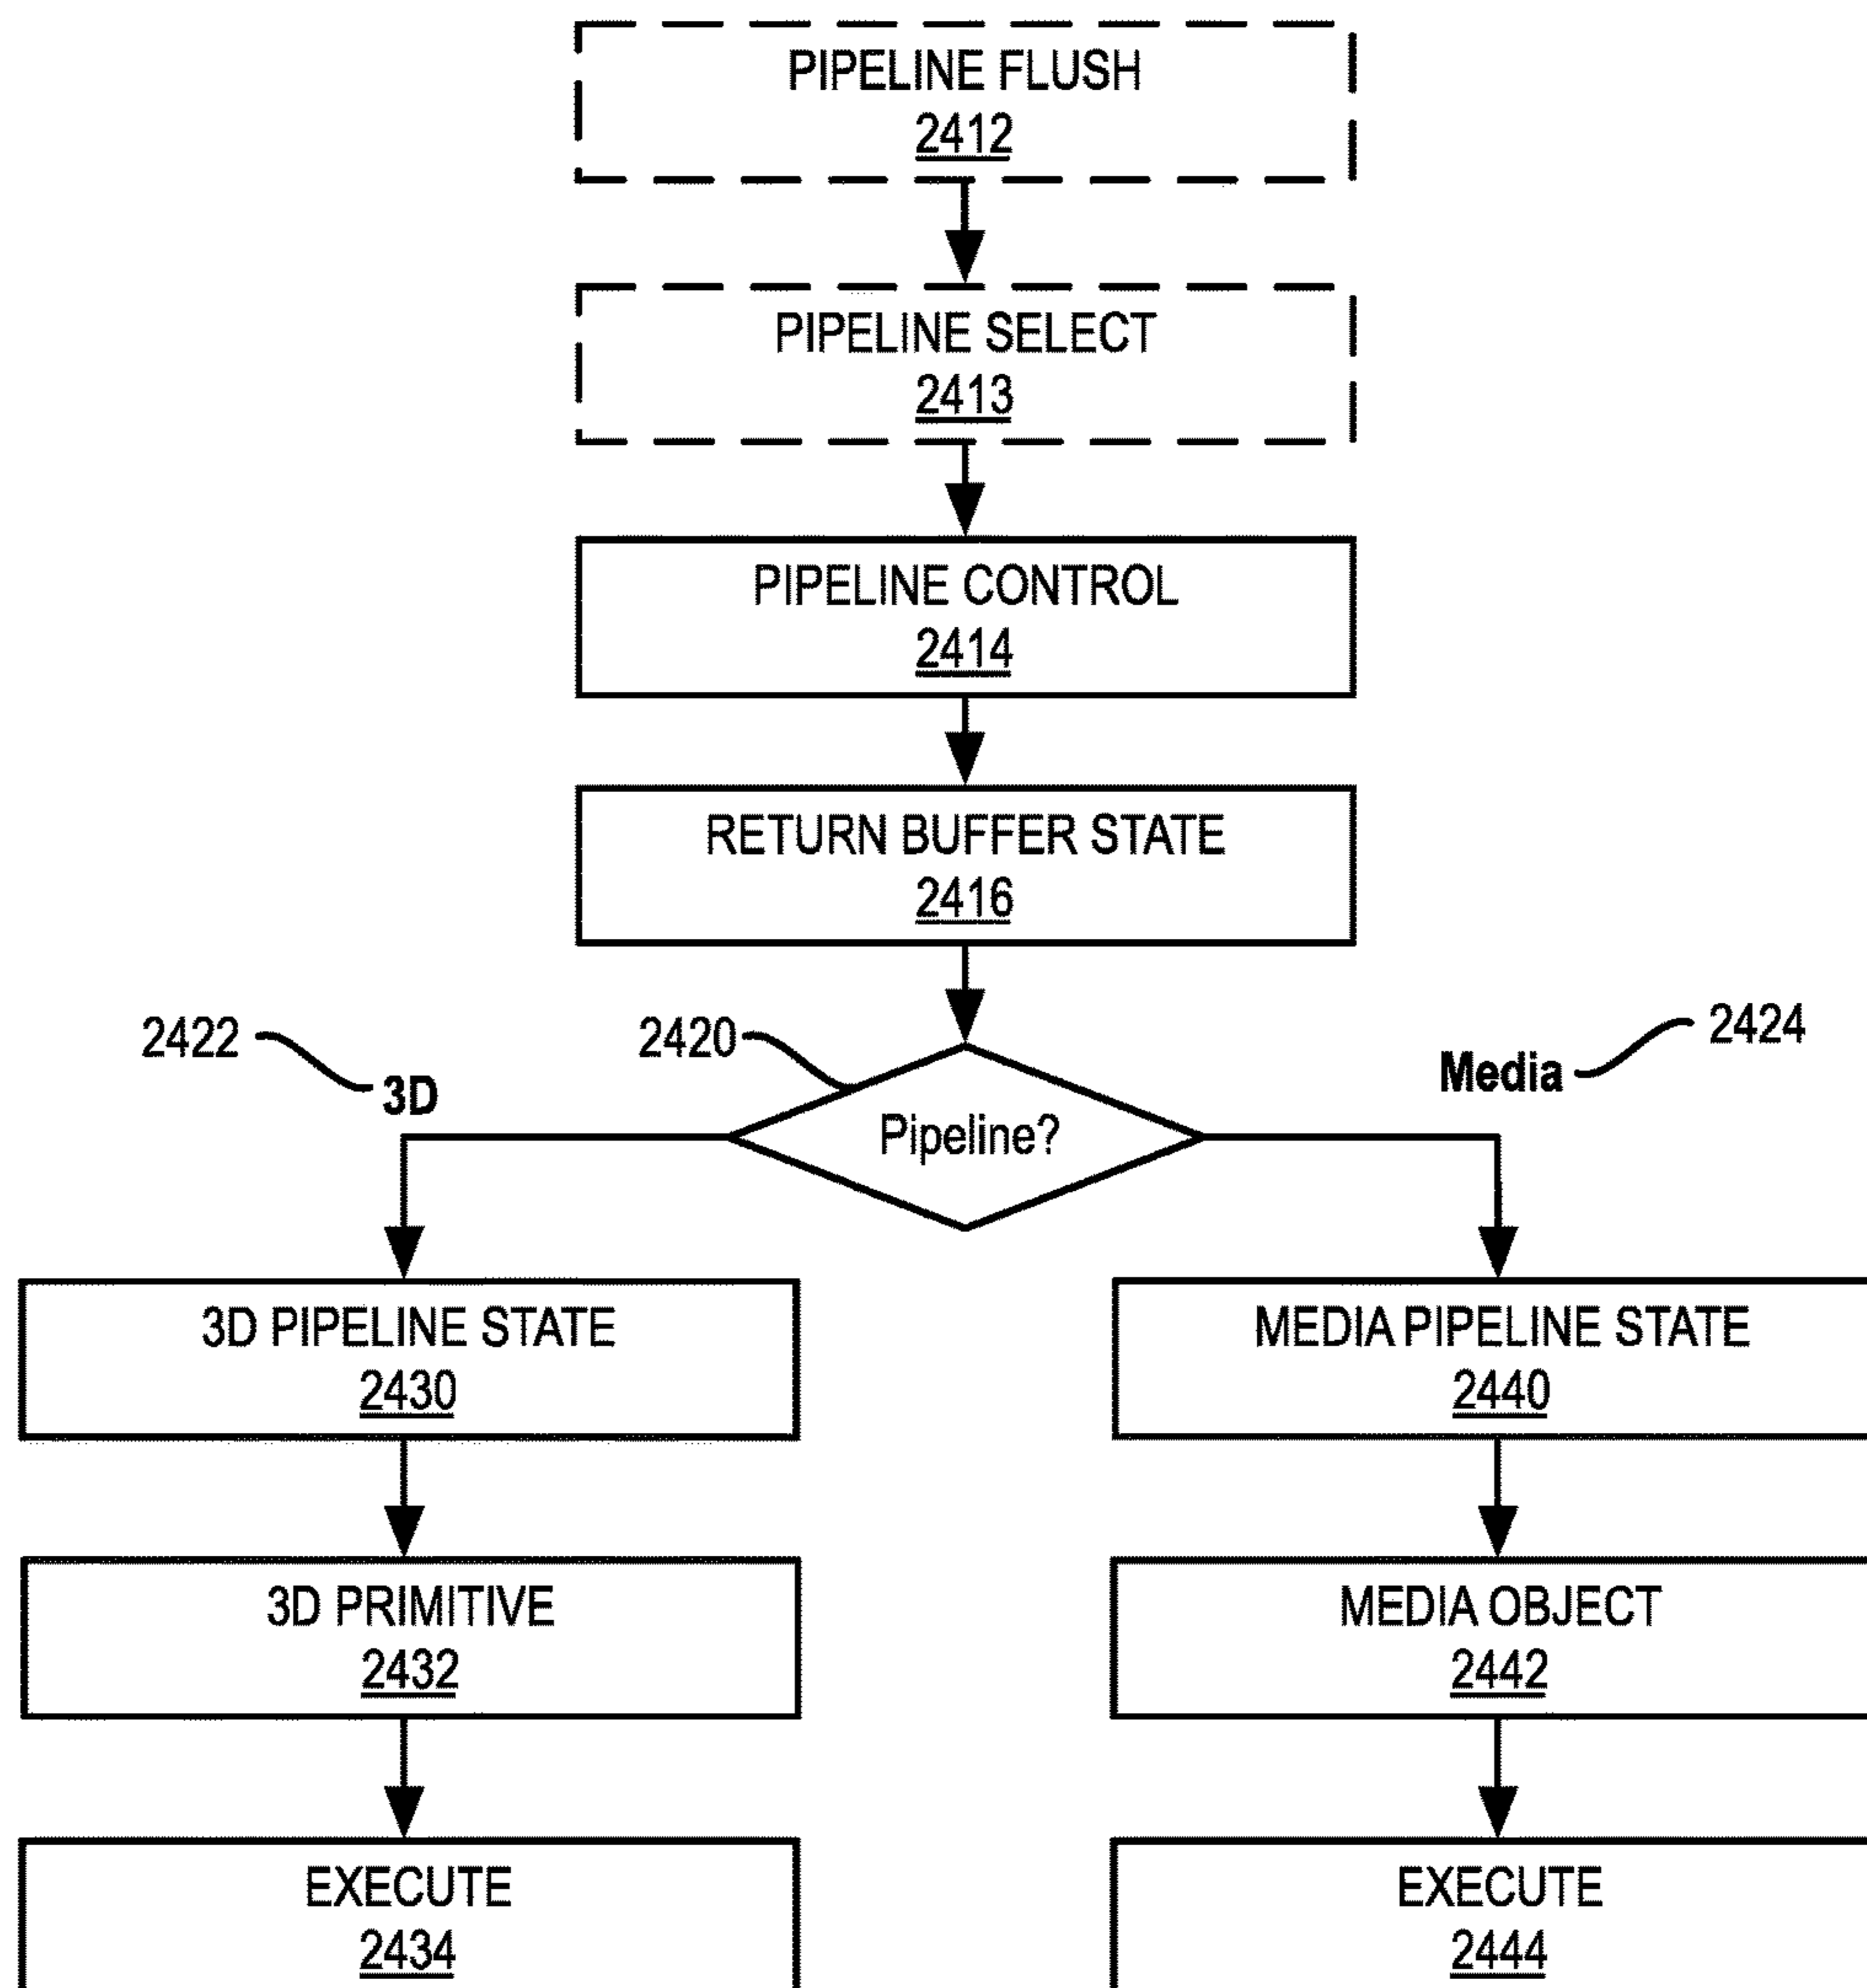 PIPELINE FLUSH
2412
PIPELINE SELECT
2413
PIPELINE CONTROL
2414
RETURN BUFFER STATE
2416
2422
2420
2424
3D
Media
Pipeline?
3D PIPELINE STATE
2430
MEDIA PIPELINE STATE
2440
3D PRIMITIVE
2432
MEDIA OBJECT
2442
EXECUTE
2434
EXECUTE
2444